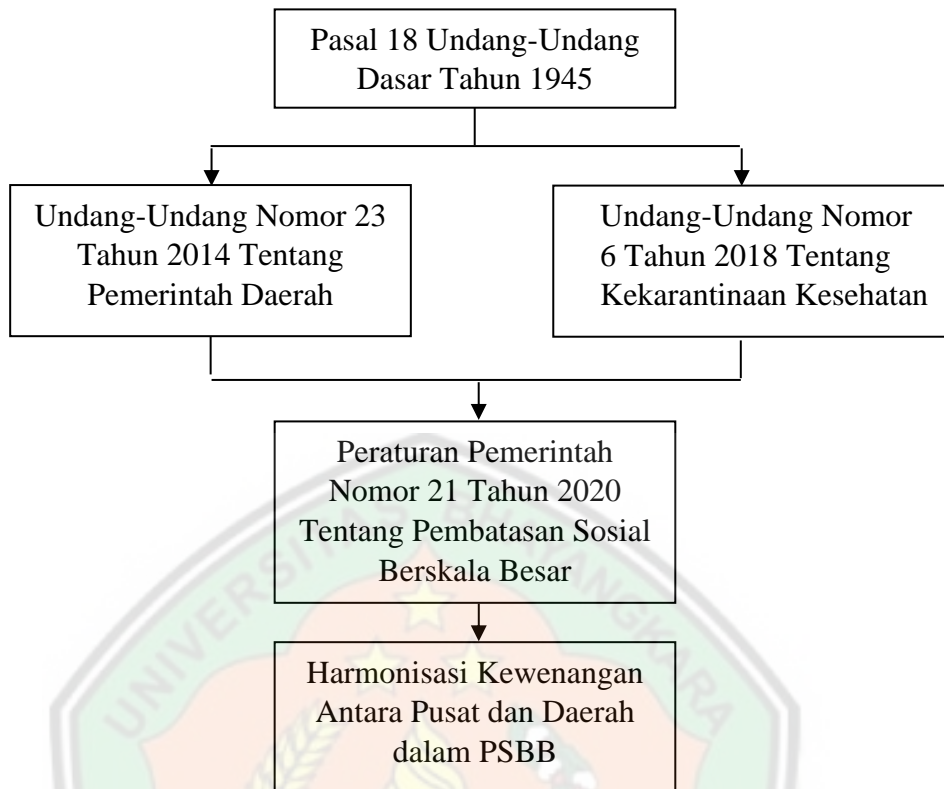 Pasal 18 Undang-Undang
Dasar Tahun 1945
Undang-Undang Nomor 23
Tahun 2014 Tentang
Pemerintah Daerah
Undang-Undang Nomor
6 Tahun 2018 Tentang
Kekarantinaan Kesehatan
Peraturan Pemerintah
Nomor 21 Tahun 2020
Tentang Pembatasan Sosial
Berskala Besar
Harmonisasi Kewenangan
Antara Pusat dan Daerah
dalam PSBB
UNIVERSITAS BHAYANGKARA